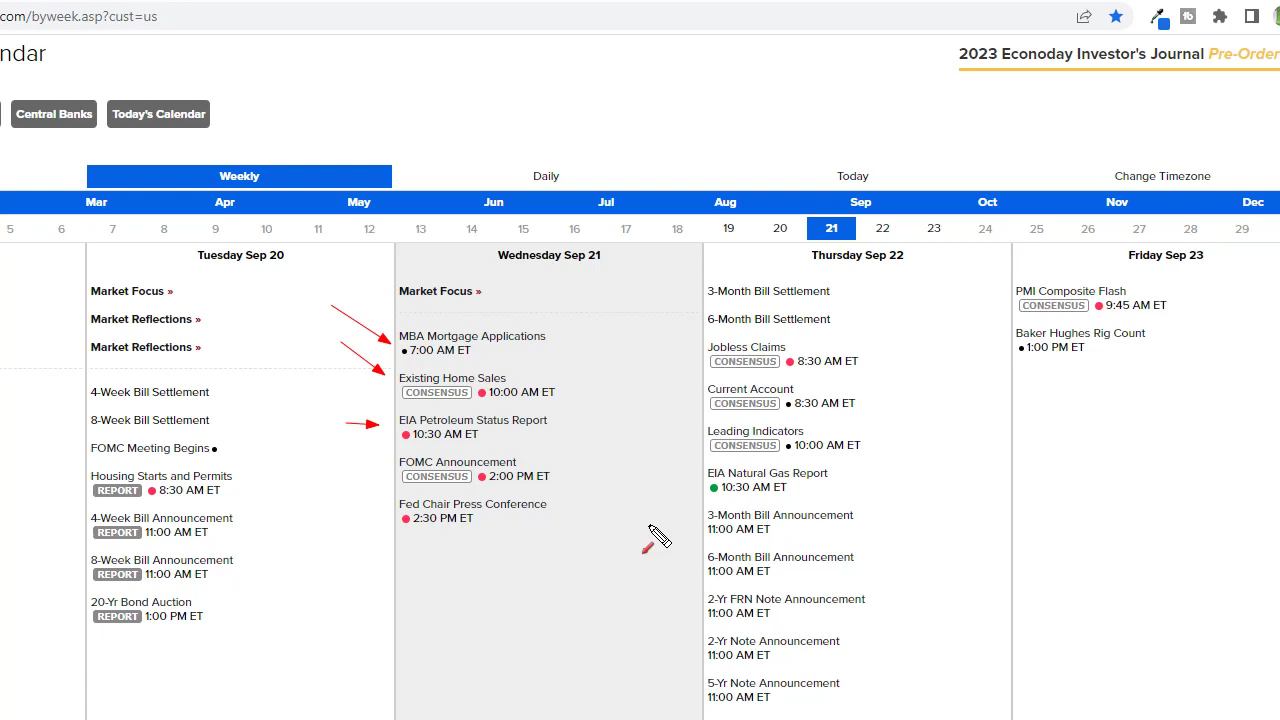 com/byweek.asp?cust=us
ndar
2023 Econoday Investor's Journal Pre-Order
Central Banks
Today's Calendar
Weekly
Daily
Today
Change Timezone
Mar
Apr
May
Jun
Jul
Aug
Sep
Oct
Nov
Dec
5 6 7 8 9 10 11 12 13 14 15 16 17 18 19 20 21 22 23 24 25 26 27 28 29
Tuesday Sep 20
Market Focus »
Market Reflections »
Market Reflections »
4-Week Bill Settlement
8-Week Bill Settlement
FOMC Meeting Begins
Housing Starts and Permits
REPORT 8:30 AM ET
4-Week Bill Announcement
REPORT 11:00 AM ET
8-Week Bill Announcement
REPORT 11:00 AM ET
20-Yr Bond Auction
REPORT 1:00 PM ET
Wednesday Sep 21
Market Focus »
MBA Mortgage Applications
7:00 AM ET
Existing Home Sales
CONSENSUS 10:00 AM ET
EIA Petroleum Status Report
10:30 AM ET
FOMC Announcement
CONSENSUS 2:00 PM ET
Fed Chair Press Conference
2:30 PM ET
Thursday Sep 22
3-Month Bill Settlement
6-Month Bill Settlement
Jobless Claims
CONSENSUS 8:30 AM ET
Current Account
CONSENSUS 8:30 AM ET
Leading Indicators
CONSENSUS 10:00 AM ET
EIA Natural Gas Report
10:30 AM ET
3-Month Bill Announcement
11:00 AM ET
6-Month Bill Announcement
11:00 AM ET
2-Yr FRN Note Announcement
11:00 AM ET
2-Yr Note Announcement
11:00 AM ET
5-Yr Note Announcement
11:00 AM ET
Friday Sep 23
PMI Composite Flash
CONSENSUS 9:45 AM ET
Baker Hughes Rig Count
1:00 PM ET